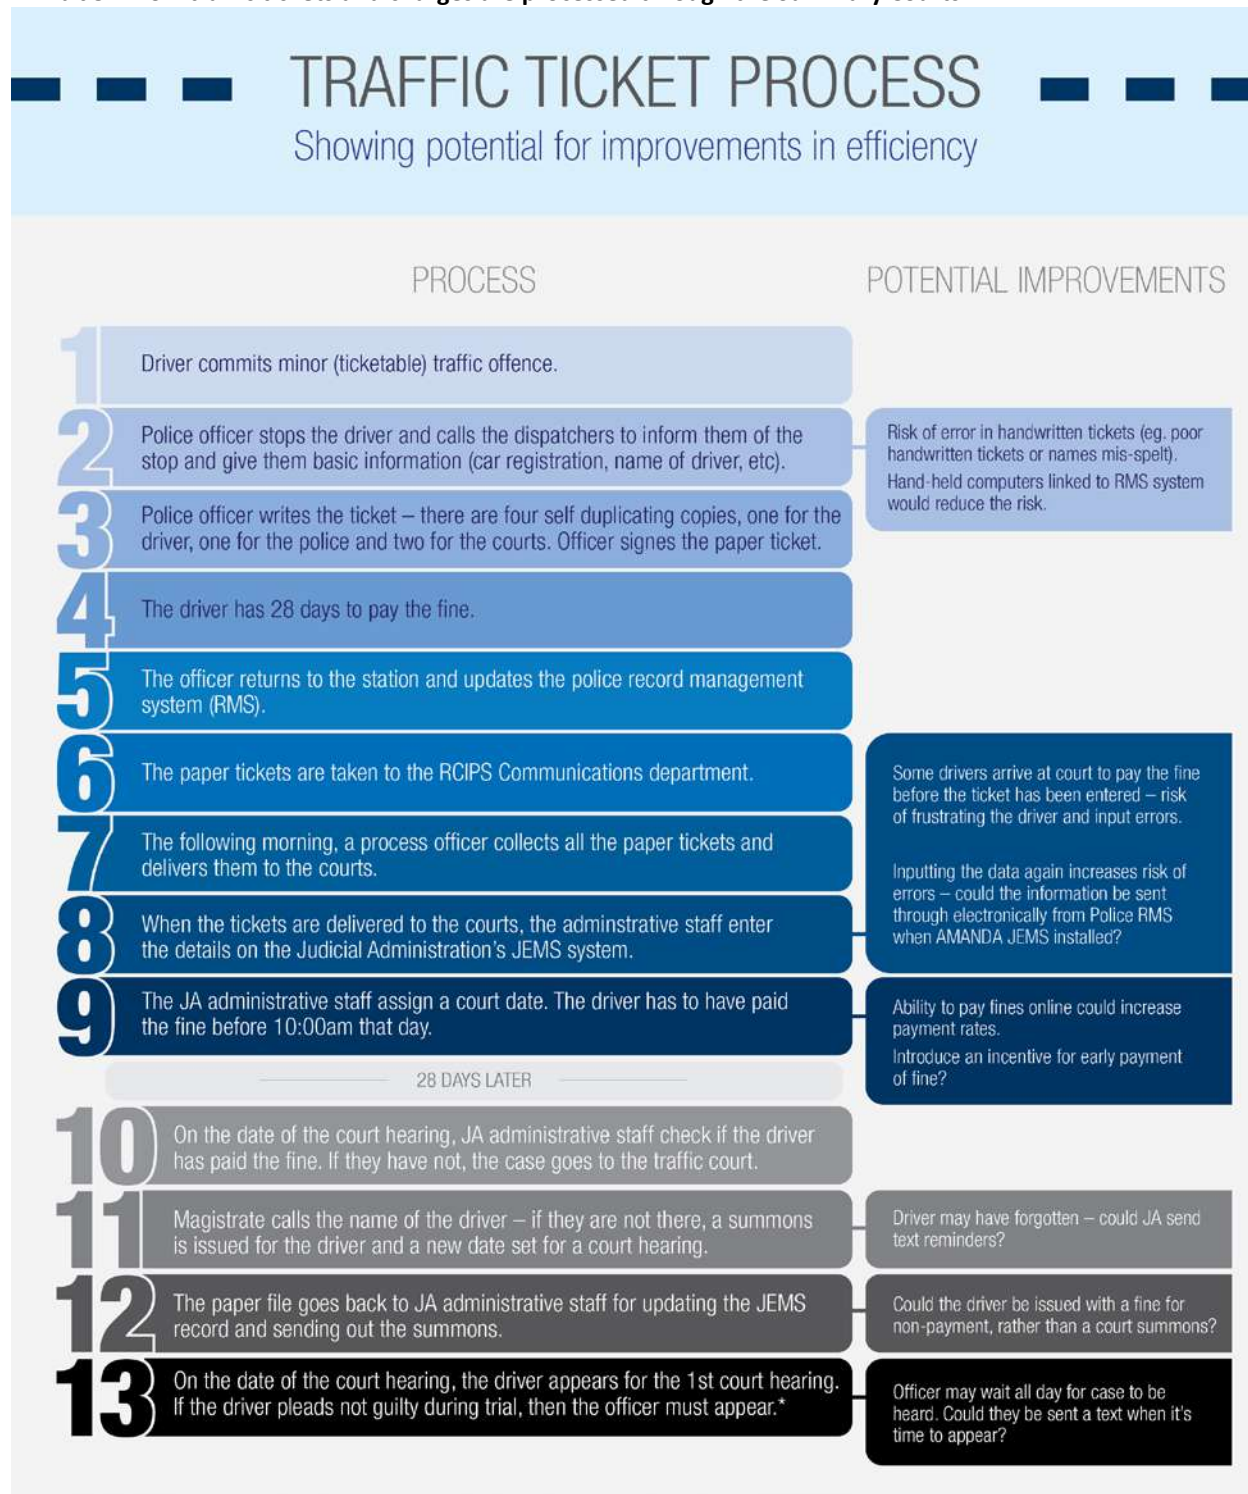 TRAFFIC TICKET PROCESS
Showing potential for improvements in efficiency
PROCESS
POTENTIAL IMPROVEMENTS
1
Driver commits minor (ticketable) traffic offence.
2
Police officer stops the driver and calls the dispatchers to inform them of the
stop and give them basic information (car registration, name of driver, etc).
Risk of error in handwritten tickets (eg. poor
handwritten tickets or names mis-spelt).
Hand-held computers linked to RMS system
would reduce the risk.
3
Police officer writes the ticket – there are four self duplicating copies, one for the
driver, one for the police and two for the courts. Officer signes the paper ticket.
4
The driver has 28 days to pay the fine.
5
The officer returns to the station and updates the police record management
system (RMS).
6
The paper tickets are taken to the RCIPS Communications department.
7
The following morning, a process officer collects all the paper tickets and
delivers them to the courts.
8
When the tickets are delivered to the courts, the adminstrative staff enter
the details on the Judicial Administration's JEMS system.
Some drivers arrive at court to pay the fine
before the ticket has been entered – risk
of frustrating the driver and input errors.
Inputting the data again increases risk of
errors – could the information be sent
through electronically from Police RMS
when AMANDA JEMS installed?
9
The JA administrative staff assign a court date. The driver has to have paid
the fine before 10:00am that day.
Ability to pay fines online could increase
payment rates.
Introduce an incentive for early payment
of fine?
28 DAYS LATER
10
On the date of the court hearing, JA administrative staff check if the driver
has paid the fine. If they have not, the case goes to the traffic court.
11
Magistrate calls the name of the driver – if they are not there, a summons
is issued for the driver and a new date set for a court hearing.
Driver may have forgotten – could JA send
text reminders?
12
The paper file goes back to JA administrative staff for updating the JEMS
record and sending out the summons.
Could the driver be issued with a fine for
non-payment, rather than a court summons?
13
On the date of the court hearing, the driver appears for the 1st court hearing.
If the driver pleads not guilty during trial, then the officer must appear.*
Officer may wait all day for case to be
heard. Could they be sent a text when it's
time to appear?